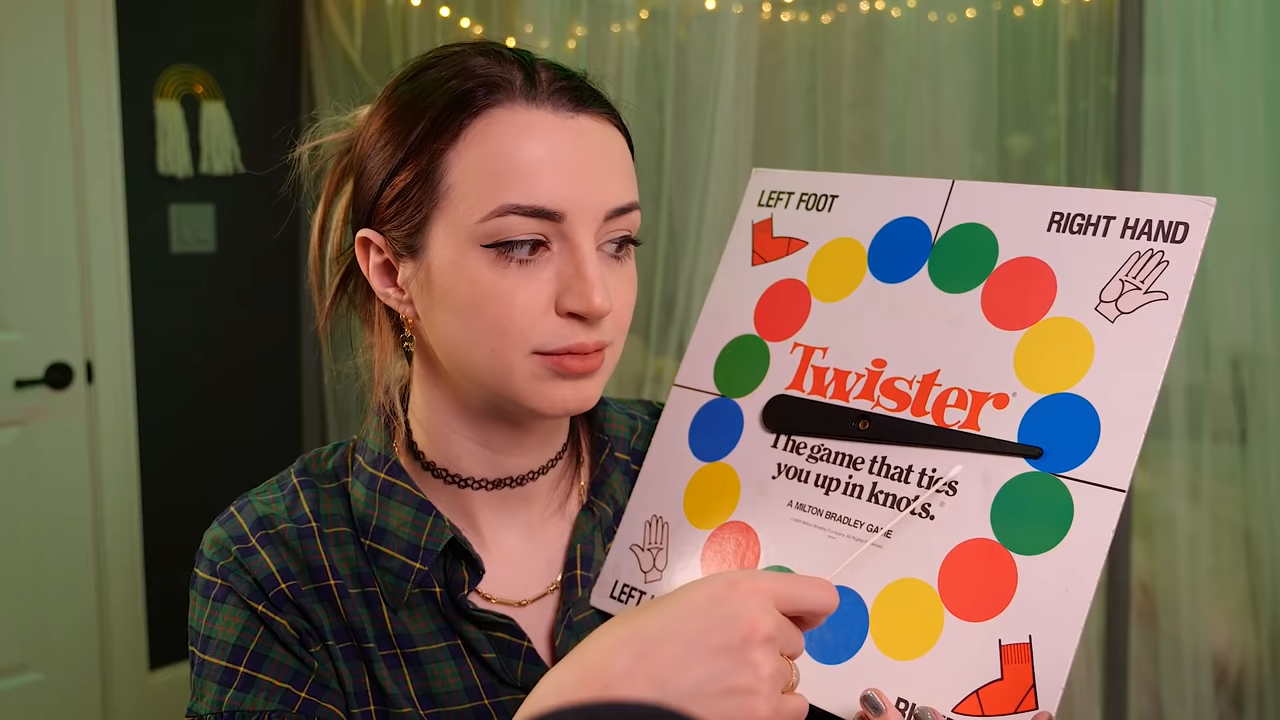 LEFT FOOT
RIGHT HAND
Twister
The game that ties
you up in knots.
A MILTON BRADLEY GAME
LEFT